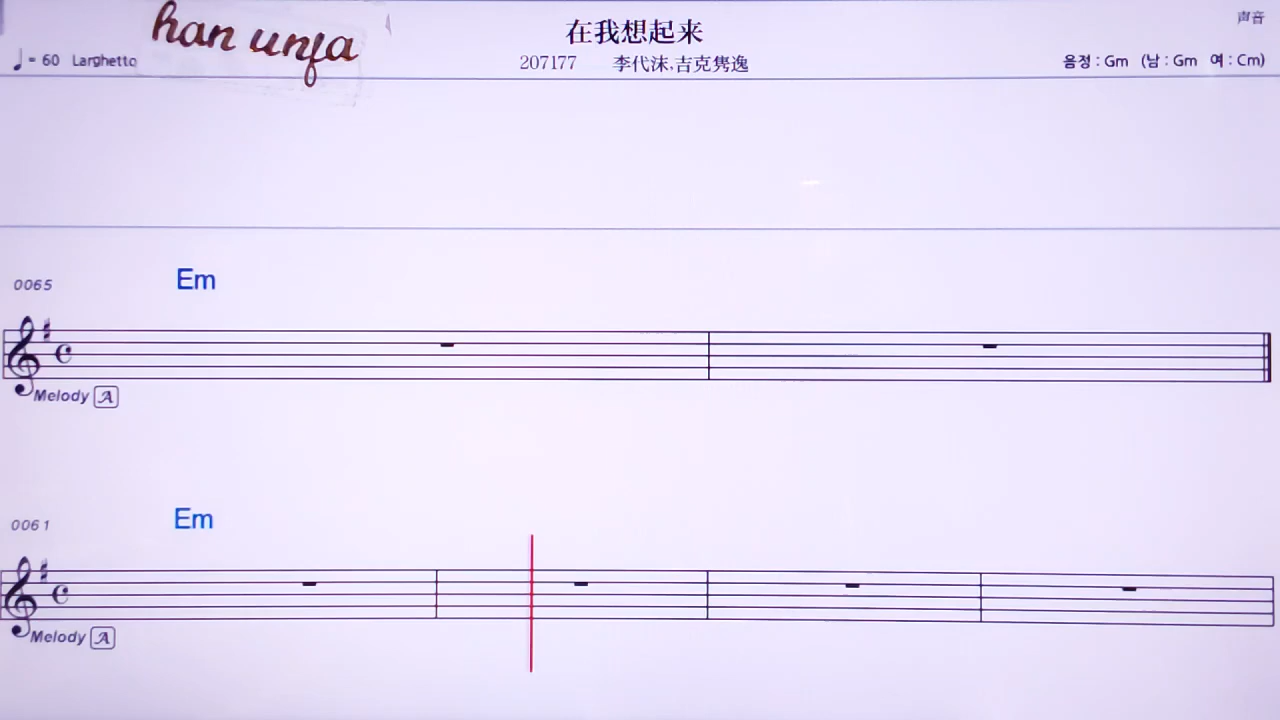 han unfa
在我想起来
声音
♩= 60 Larghetto
207177 李代沫,吉克隽逸
음정 : Gm (남 : Gm 여 : Cm)
0065 Em
Melody A
0061 Em
Melody A